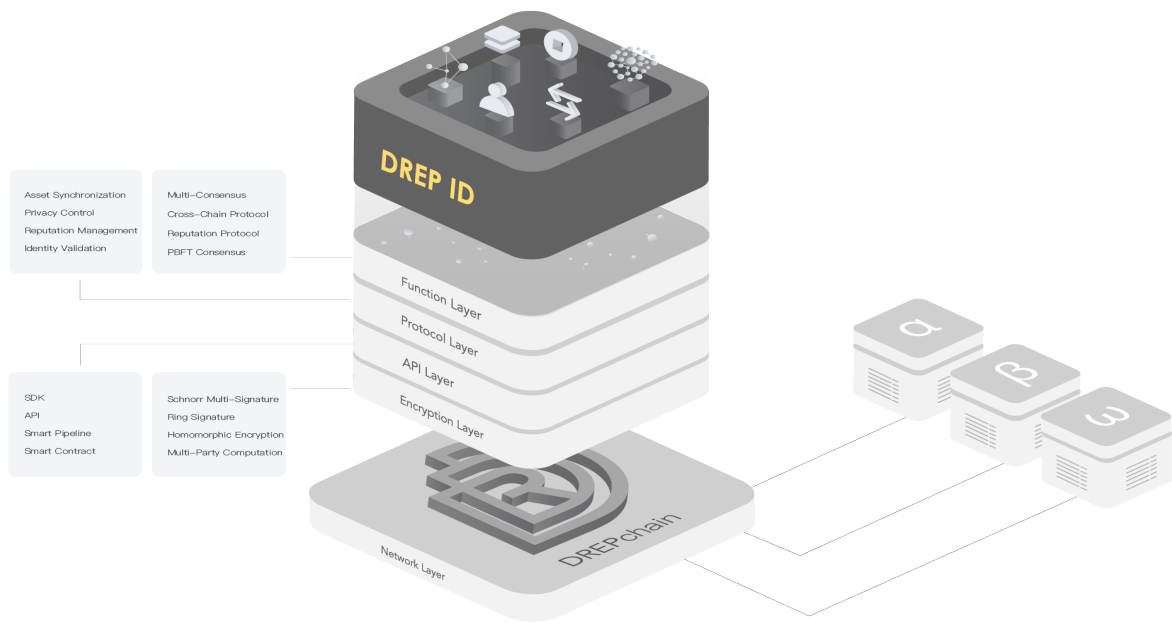 DREP ID
Asset Synchronization
Privacy Control
Reputation Management
Identity Validation
Multi-Consensus
Cross-Chain Protocol
Reputation Protocol
PBFT Consensus
Function Layer
Protocol Layer
API Layer
Encryption Layer
SDK
API
Smart Pipeline
Smart Contract
Schnorr Multi-Signature
Ring Signature
Homomorphic Encryption
Multi-Party Computation
α
β
ω
DREPchain
Network Layer